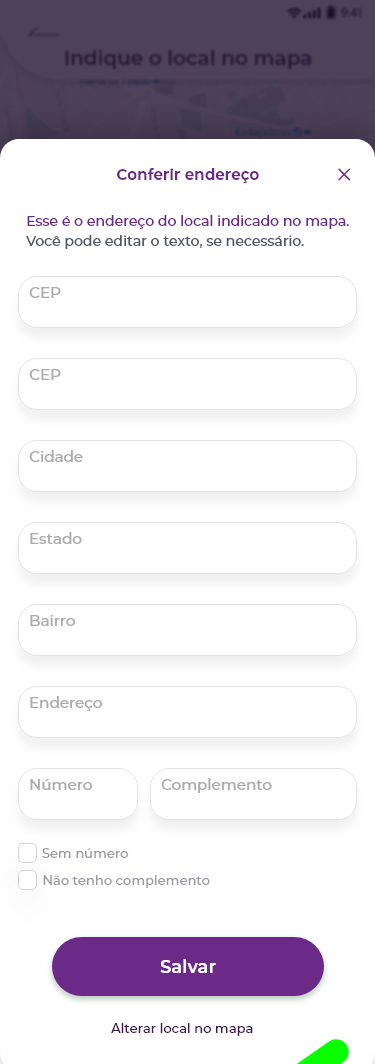 9:41
Indique o local no mapa
Conferir endereço
Esse é o endereço do local indicado no mapa.
Você pode editar o texto, se necessário.
CEP
CEP
Cidade
Estado
Bairro
Endereço
Número Complemento
Sem número
Não tenho complemento
Salvar
Alterar local no mapa